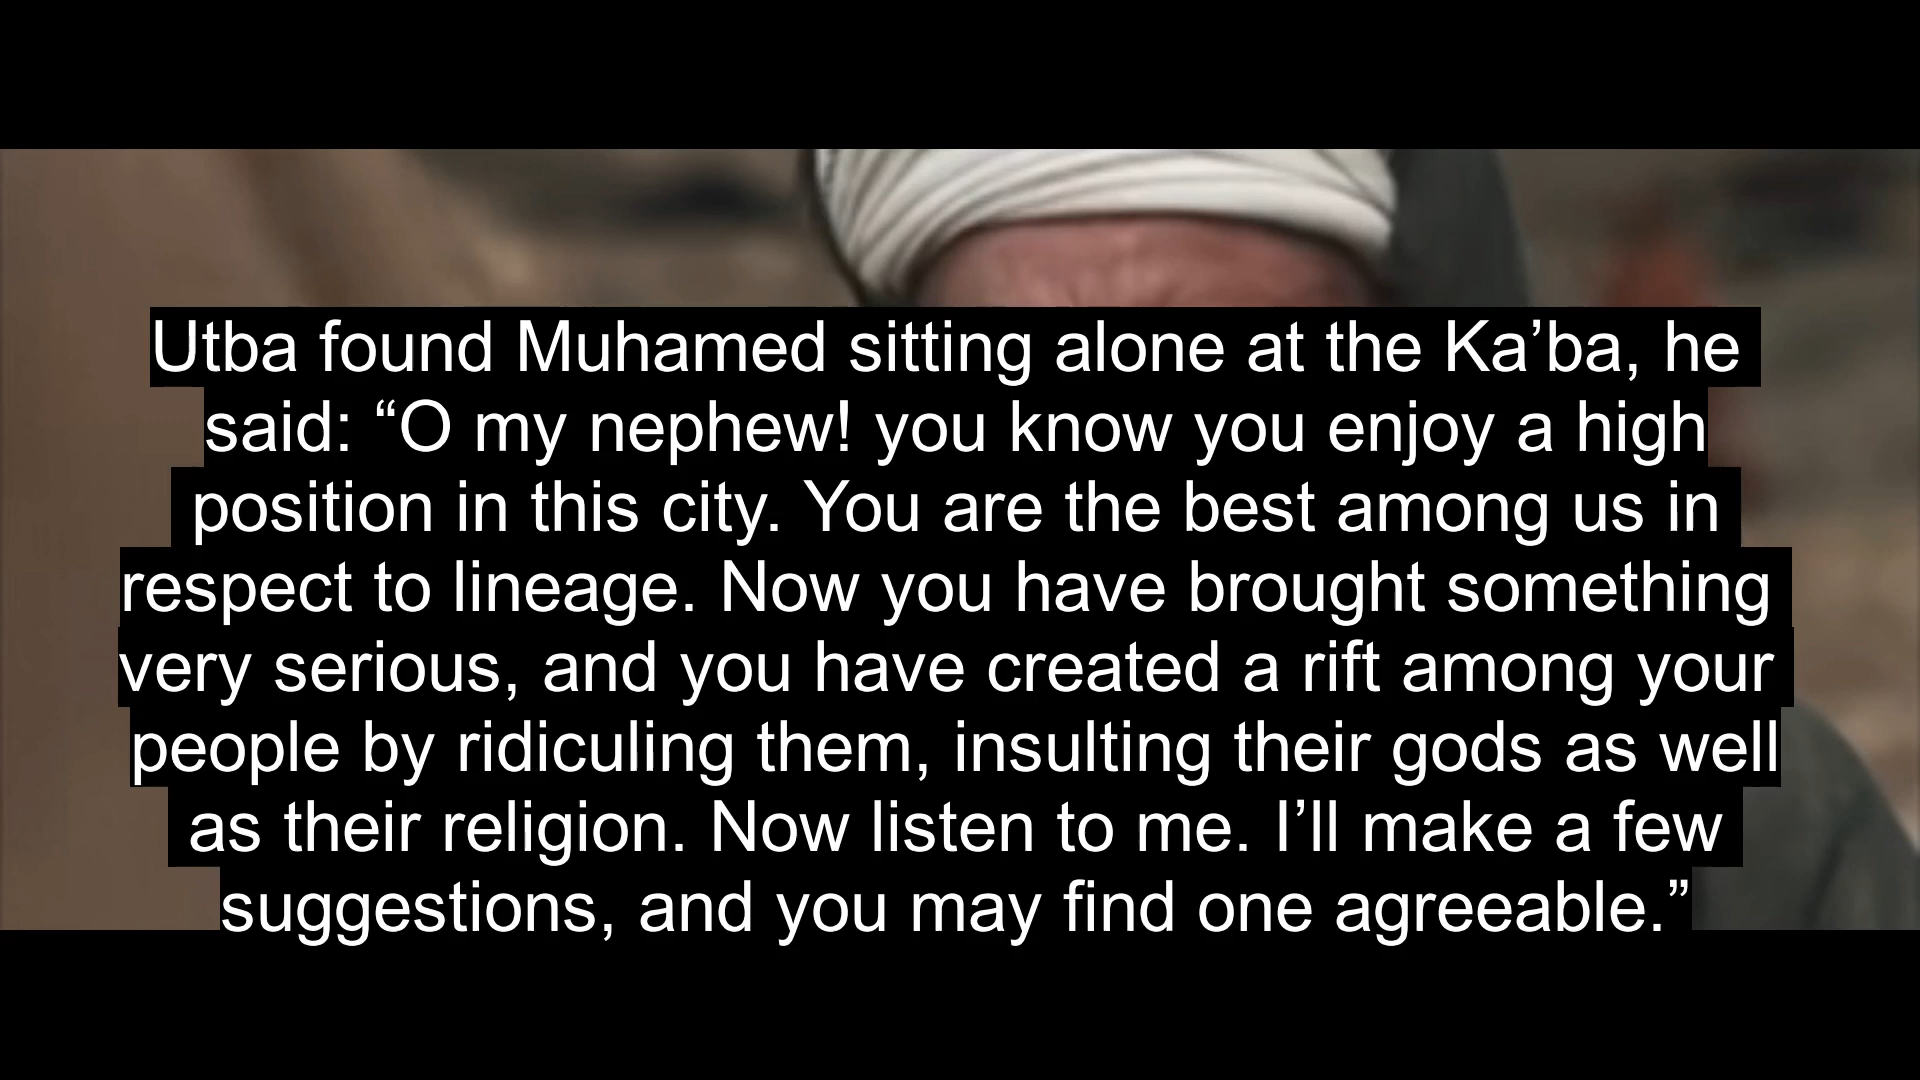 Utba found Muhamed sitting alone at the Ka’ba, he
said: “O my nephew! you know you enjoy a high
position in this city. You are the best among us in
respect to lineage. Now you have brought something
very serious, and you have created a rift among your
people by ridiculing them, insulting their gods as well
as their religion. Now listen to me. I’ll make a few
suggestions, and you may find one agreeable.”